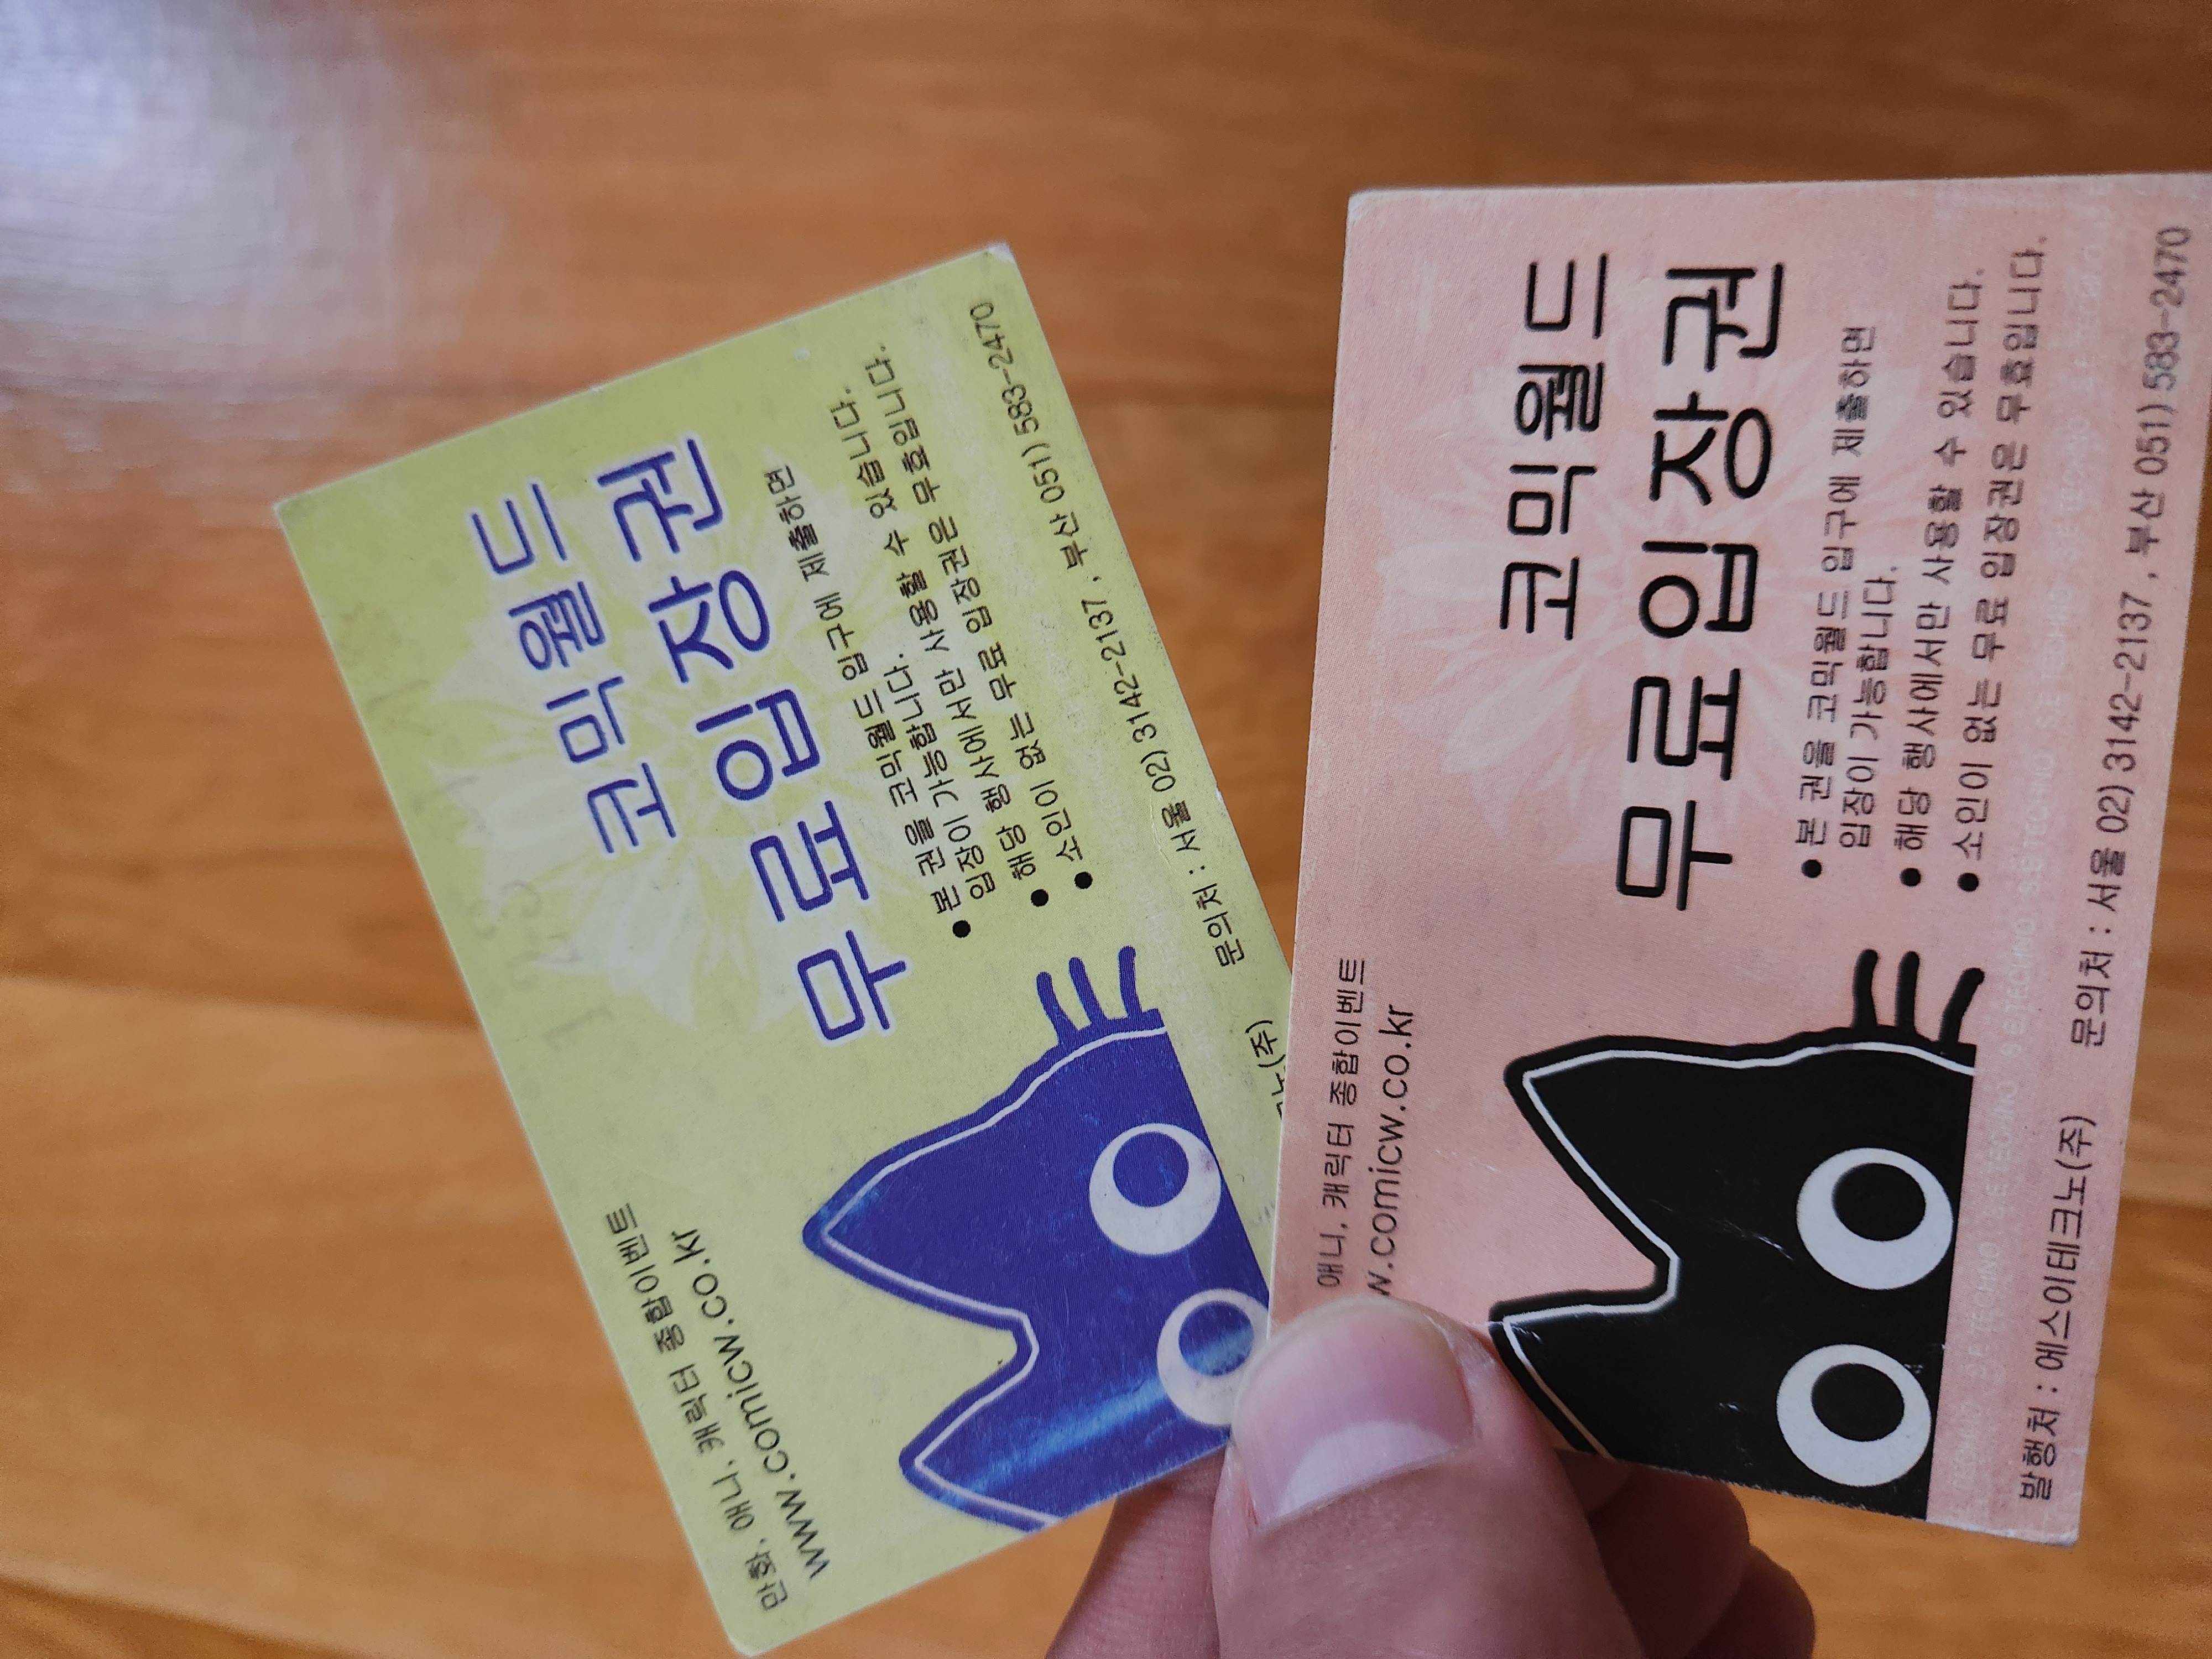 만화, 애니, 캐릭터 종합이벤트
www.comicw.co.kr
코믹월드
무료입장권
● 본 권을 코믹월드 입구에 제출하면
입장이 가능합니다.
● 해당 행사에서만 사용할 수 있습니다.
● 소인이 없는 무료 입장권은 무효입니다.
(주)
문의처 : 서울 02) 3142-2137 , 부산 051) 583-2470
애니, 캐릭터 종합이벤트
w.comicw.co.kr
코믹월드
무료입장권
● 본 권을 코믹월드 입구에 제출하면
입장이 가능합니다.
● 해당 행사에서만 사용할 수 있습니다.
● 소인이 없는 무료 입장권은 무효입니다.
S.E TECHNO S.E TECHNO S.E TECHNO S.E TECHNO S.E TECHNO S.E TECHNO
발행처 : 에스이테크노(주)
문의처 : 서울 02) 3142-2137 , 부산 051) 583-2470